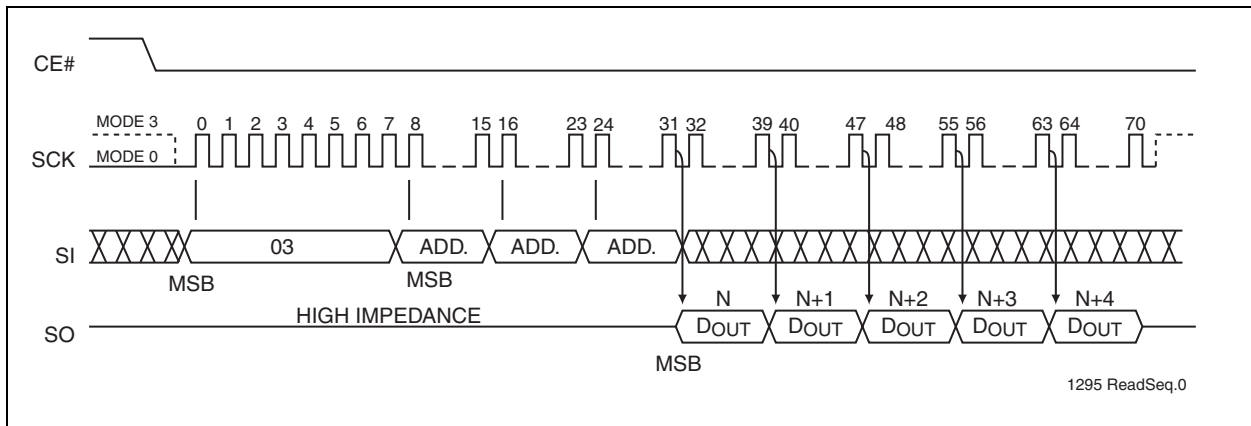 CE#
MODE 3
0 1 2 3 4 5 6 7 8 15 16 23 24 31 32 39 40 47 48 55 56 63 64 70
SCK
MODE 0
SI
03 ADD. ADD. ADD.
MSB MSB
N N+1 N+2 N+3 N+4
HIGH IMPEDANCE
SO
DOUT DOUT DOUT DOUT DOUT
MSB
1295 ReadSeq.0